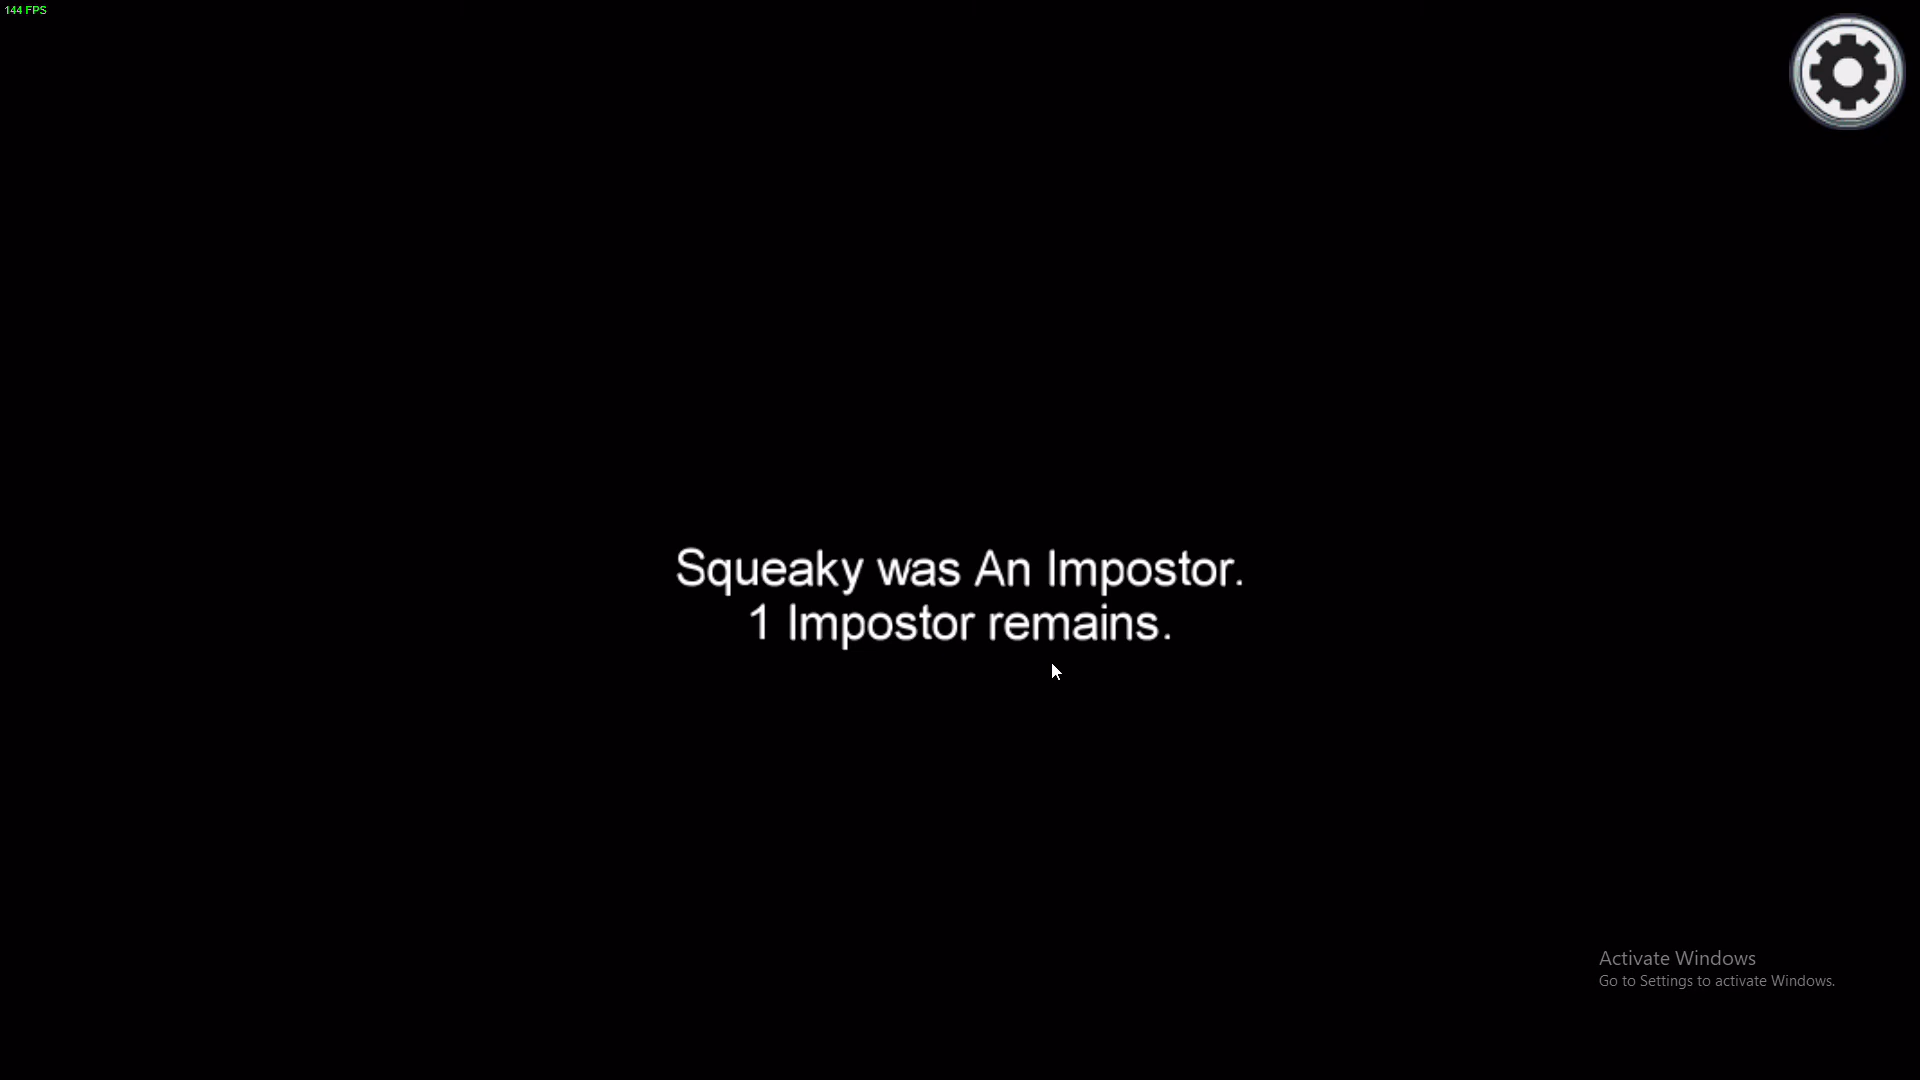 144 FPS
Squeaky was An Impostor.
1 Impostor remains.
Activate Windows
Go to Settings to activate Windows.